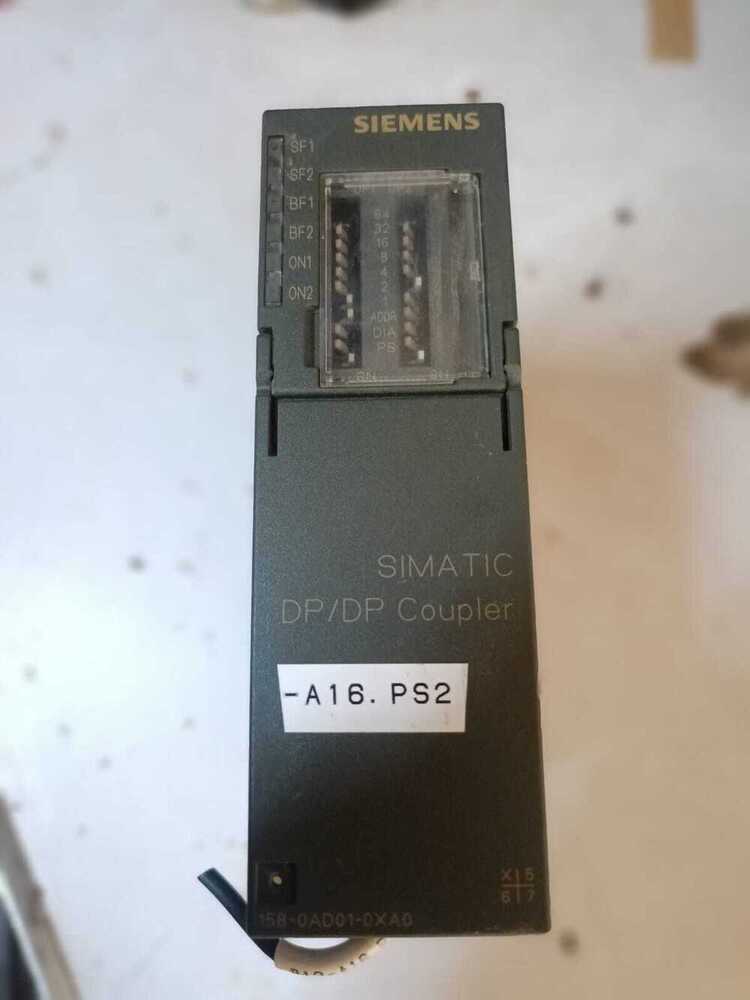 SIEMENS
SF1
SF2
BF1
BF2
ON1
ON2
64
32
16
8
4
2
1
ADDR
DIA
PS
SIMATIC
DP/DP Coupler
-A16.PS2
X 5
6 7
158-0AD01-0XA0